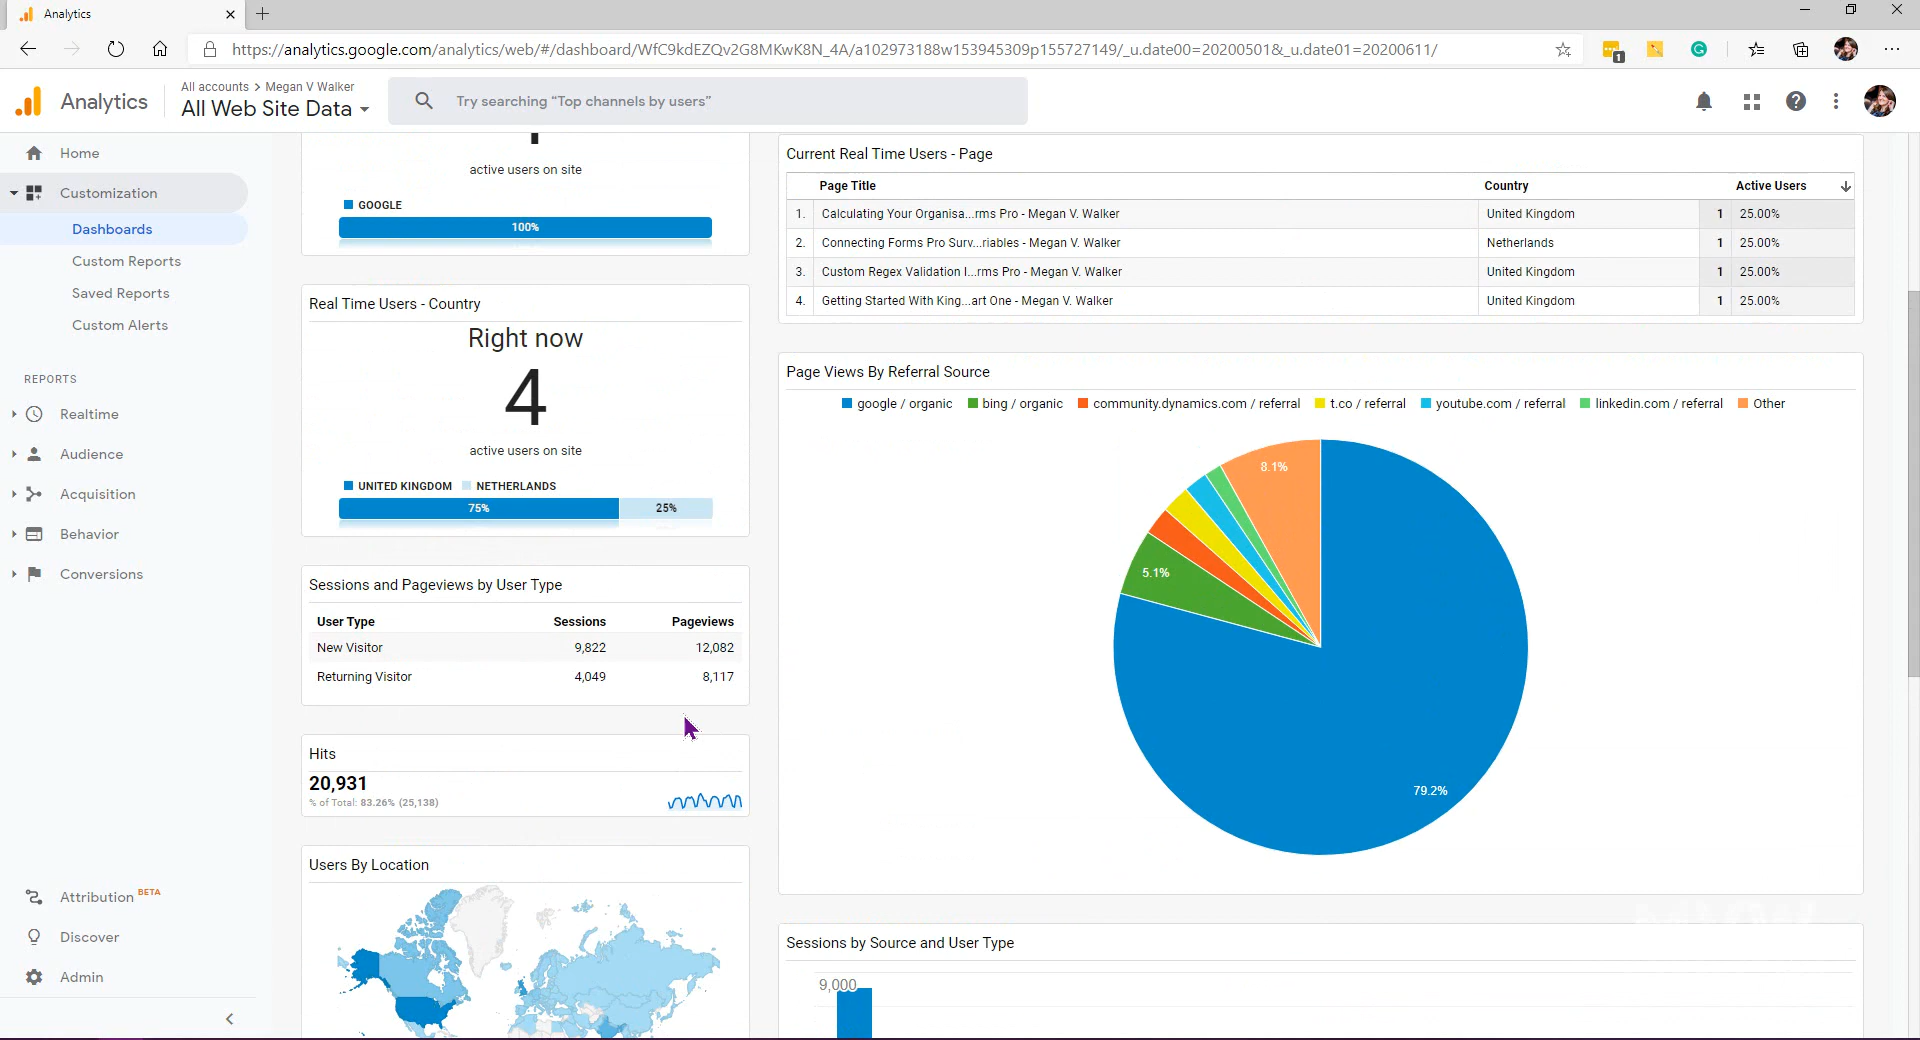 Analytics
https://analytics.google.com/analytics/web/#/dashboard/WfC9kdEZQv2G8MKwK8N_4A/a102973188w153945309p155727149/_u.date00=20200501&_u.date01=20200611/
1
Analytics
All accounts > Megan V Walker
All Web Site Data
Try searching “Top channels by users”
Home
Customization
Dashboards
Custom Reports
Saved Reports
Custom Alerts
REPORTS
Realtime
Audience
Acquisition
Behavior
Conversions
Attribution BETA
Discover
Admin
active users on site
GOOGLE
100%
Real Time Users - Country
Right now
4
active users on site
UNITED KINGDOM NETHERLANDS
75% 25%
Sessions and Pageviews by User Type
User Type Sessions Pageviews
New Visitor 9,822 12,082
Returning Visitor 4,049 8,117
Hits
20,931
% of Total: 83.26% (25,138)
Users By Location
Current Real Time Users - Page
Page Title Country Active Users
1. Calculating Your Organisa...rms Pro - Megan V. Walker United Kingdom 1 25.00%
2. Connecting Forms Pro Surv...riables - Megan V. Walker Netherlands 1 25.00%
3. Custom Regex Validation I...rms Pro - Megan V. Walker United Kingdom 1 25.00%
4. Getting Started With King...art One - Megan V. Walker United Kingdom 1 25.00%
Page Views By Referral Source
google / organic bing / organic community.dynamics.com / referral t.co / referral youtube.com / referral linkedin.com / referral Other
8.1%
5.1%
79.2%
Sessions by Source and User Type
9,000